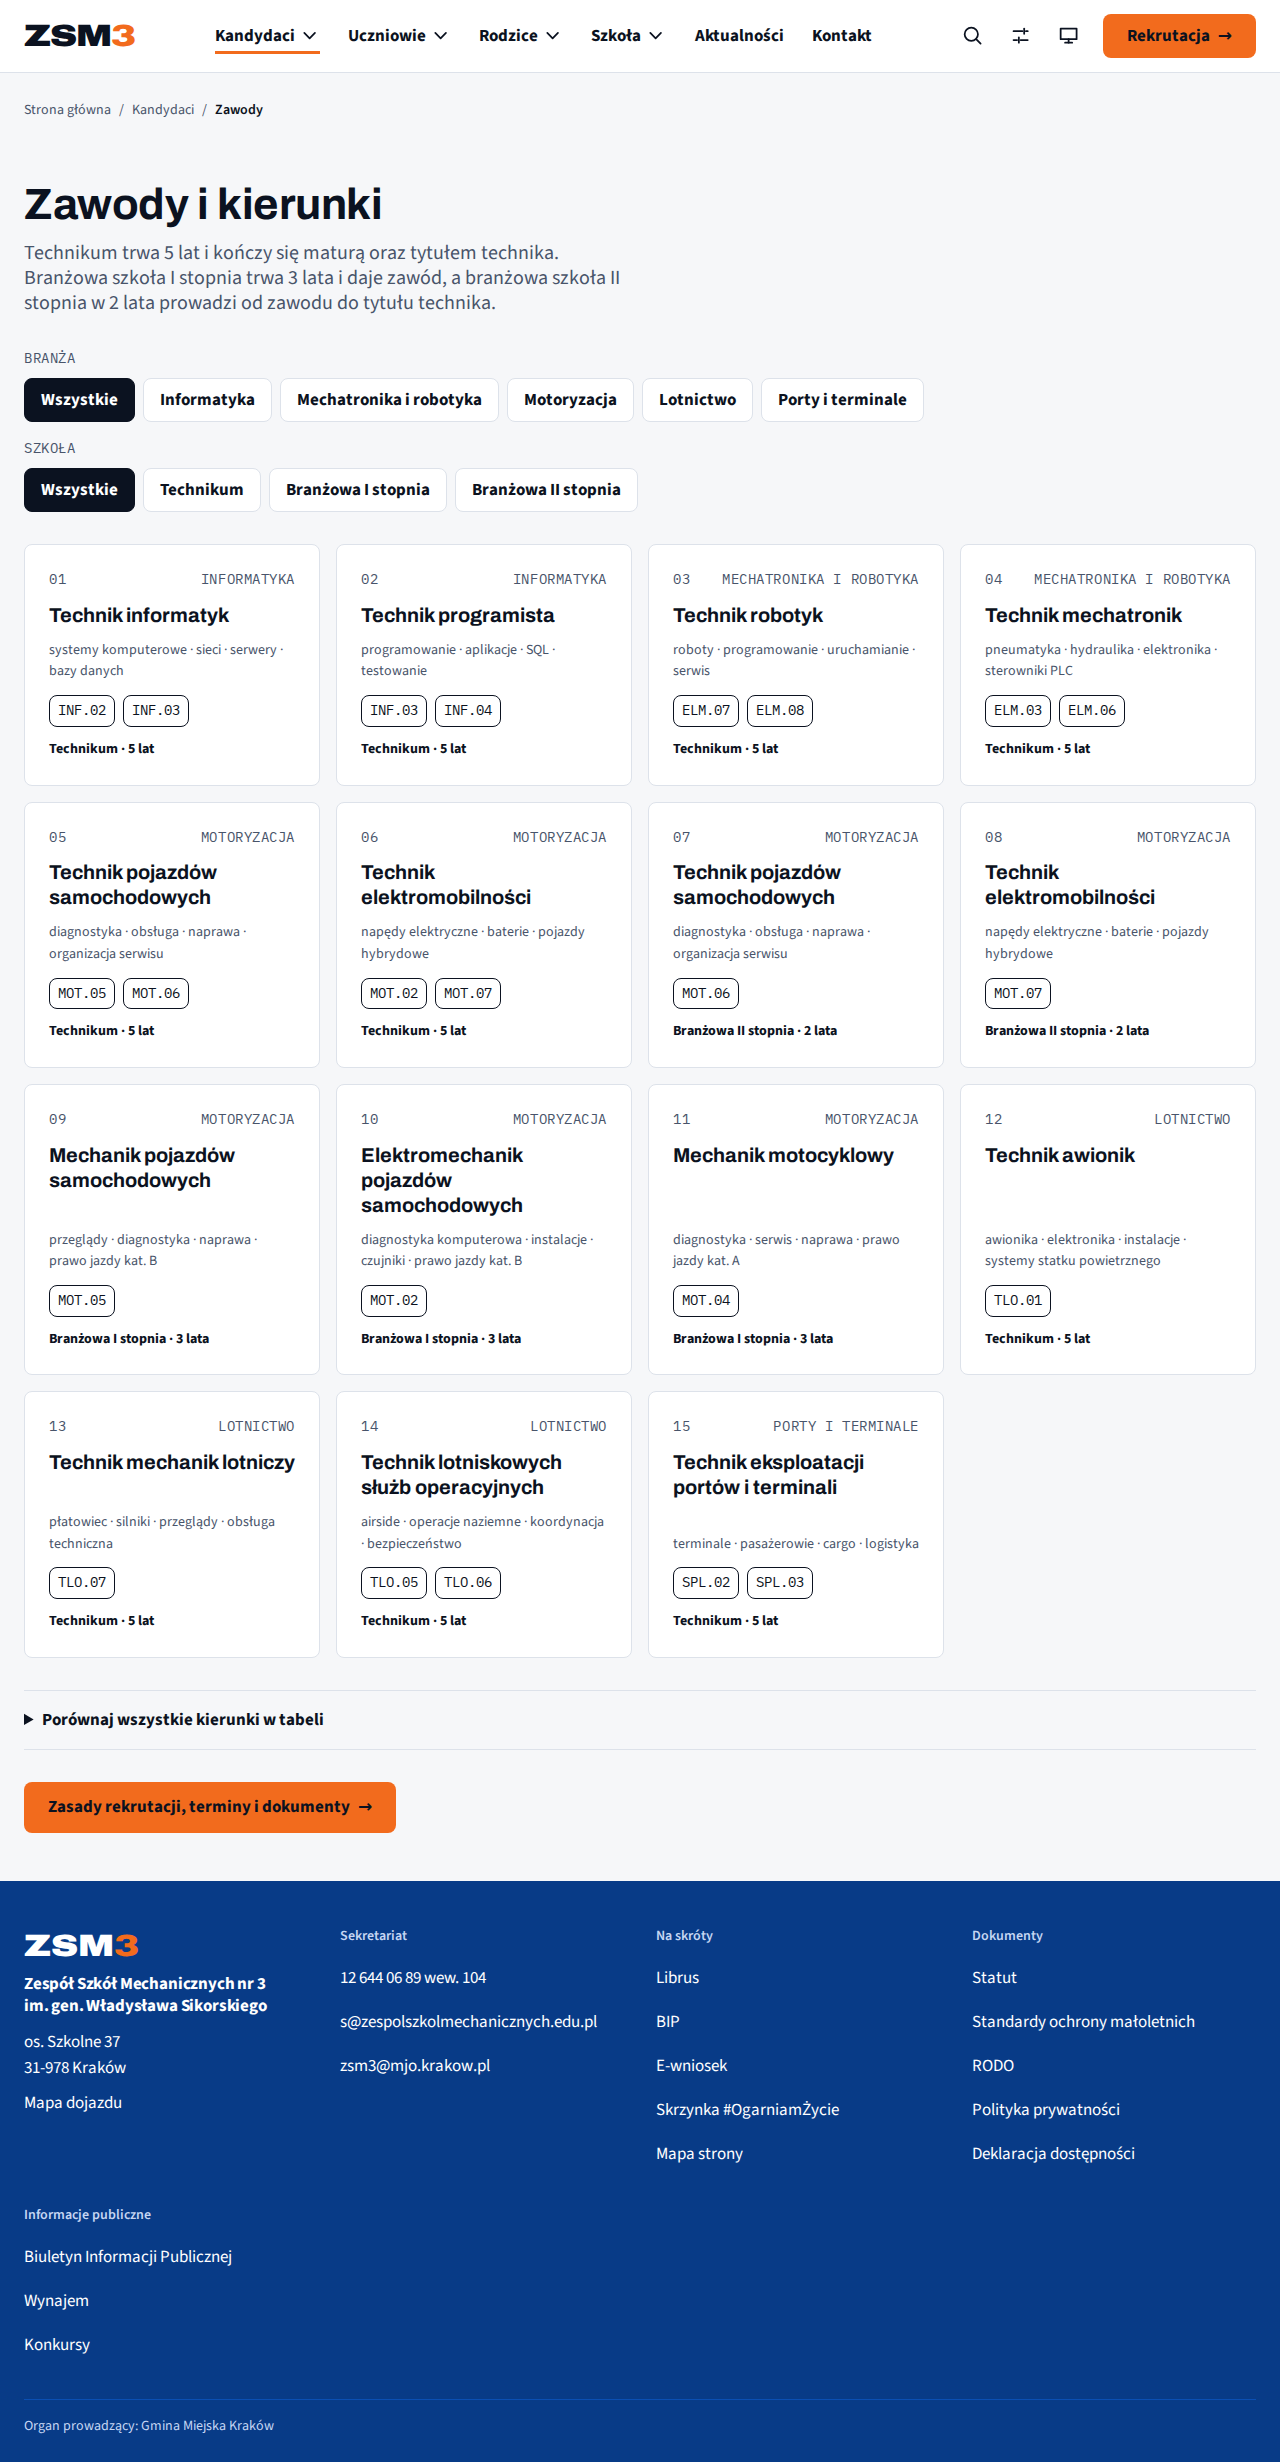 ZSM3
Kandydaci
Uczniowie
Rodzice
Szkoła
Aktualności
Kontakt
Rekrutacja →
Strona główna / Kandydaci / Zawody
Zawody i kierunki
Technikum trwa 5 lat i kończy się maturą oraz tytułem technika.
Branżowa szkoła I stopnia trwa 3 lata i daje zawód, a branżowa szkoła II
stopnia w 2 lata prowadzi od zawodu do tytułu technika.
BRANŻA
Wszystkie
Informatyka
Mechatronika i robotyka
Motoryzacja
Lotnictwo
Porty i terminale
SZKOŁA
Wszystkie
Technikum
Branżowa I stopnia
Branżowa II stopnia
01 INFORMATYKA
Technik informatyk
systemy komputerowe · sieci · serwery ·
bazy danych
INF.02 INF.03
Technikum · 5 lat
02 INFORMATYKA
Technik programista
programowanie · aplikacje · SQL ·
testowanie
INF.03 INF.04
Technikum · 5 lat
03 MECHATRONIKA I ROBOTYKA
Technik robotyk
roboty · programowanie · uruchamianie ·
serwis
ELM.07 ELM.08
Technikum · 5 lat
04 MECHATRONIKA I ROBOTYKA
Technik mechatronik
pneumatyka · hydraulika · elektronika ·
sterowniki PLC
ELM.03 ELM.06
Technikum · 5 lat
05 MOTORYZACJA
Technik pojazdów
samochodowych
diagnostyka · obsługa · naprawa ·
organizacja serwisu
MOT.05 MOT.06
Technikum · 5 lat
06 MOTORYZACJA
Technik
elektromobilności
napędy elektryczne · baterie · pojazdy
hybrydowe
MOT.02 MOT.07
Technikum · 5 lat
07 MOTORYZACJA
Technik pojazdów
samochodowych
diagnostyka · obsługa · naprawa ·
organizacja serwisu
MOT.06
Branżowa II stopnia · 2 lata
08 MOTORYZACJA
Technik
elektromobilności
napędy elektryczne · baterie · pojazdy
hybrydowe
MOT.07
Branżowa II stopnia · 2 lata
09 MOTORYZACJA
Mechanik pojazdów
samochodowych
przeglądy · diagnostyka · naprawa ·
prawo jazdy kat. B
MOT.05
Branżowa I stopnia · 3 lata
10 MOTORYZACJA
Elektromechanik
pojazdów
samochodowych
diagnostyka komputerowa · instalacje ·
czujniki · prawo jazdy kat. B
MOT.02
Branżowa I stopnia · 3 lata
11 MOTORYZACJA
Mechanik motocyklowy
diagnostyka · serwis · naprawa · prawo
jazdy kat. A
MOT.04
Branżowa I stopnia · 3 lata
12 LOTNICTWO
Technik awionik
awionika · elektronika · instalacje ·
systemy statku powietrznego
TLO.01
Technikum · 5 lat
13 LOTNICTWO
Technik mechanik lotniczy
płatowiec · silniki · przeglądy · obsługa
techniczna
TLO.07
Technikum · 5 lat
14 LOTNICTWO
Technik lotniskowych
służb operacyjnych
airside · operacje naziemne · koordynacja
· bezpieczeństwo
TLO.05 TLO.06
Technikum · 5 lat
15 PORTY I TERMINALE
Technik eksploatacji
portów i terminali
terminale · pasażerowie · cargo · logistyka
SPL.02 SPL.03
Technikum · 5 lat
Porównaj wszystkie kierunki w tabeli
Zasady rekrutacji, terminy i dokumenty →
ZSM3
Zespół Szkół Mechanicznych nr 3
im. gen. Władysława Sikorskiego
os. Szkolne 37
31-978 Kraków
Mapa dojazdu
Sekretariat
12 644 06 89 wew. 104
s@zespolszkolmechanicznych.edu.pl
zsm3@mjo.krakow.pl
Na skróty
Librus
BIP
E-wniosek
Skrzynka #OgarniamŻycie
Mapa strony
Dokumenty
Statut
Standardy ochrony małoletnich
RODO
Polityka prywatności
Deklaracja dostępności
Informacje publiczne
Biuletyn Informacji Publicznej
Wynajem
Konkursy
Organ prowadzący: Gmina Miejska Kraków